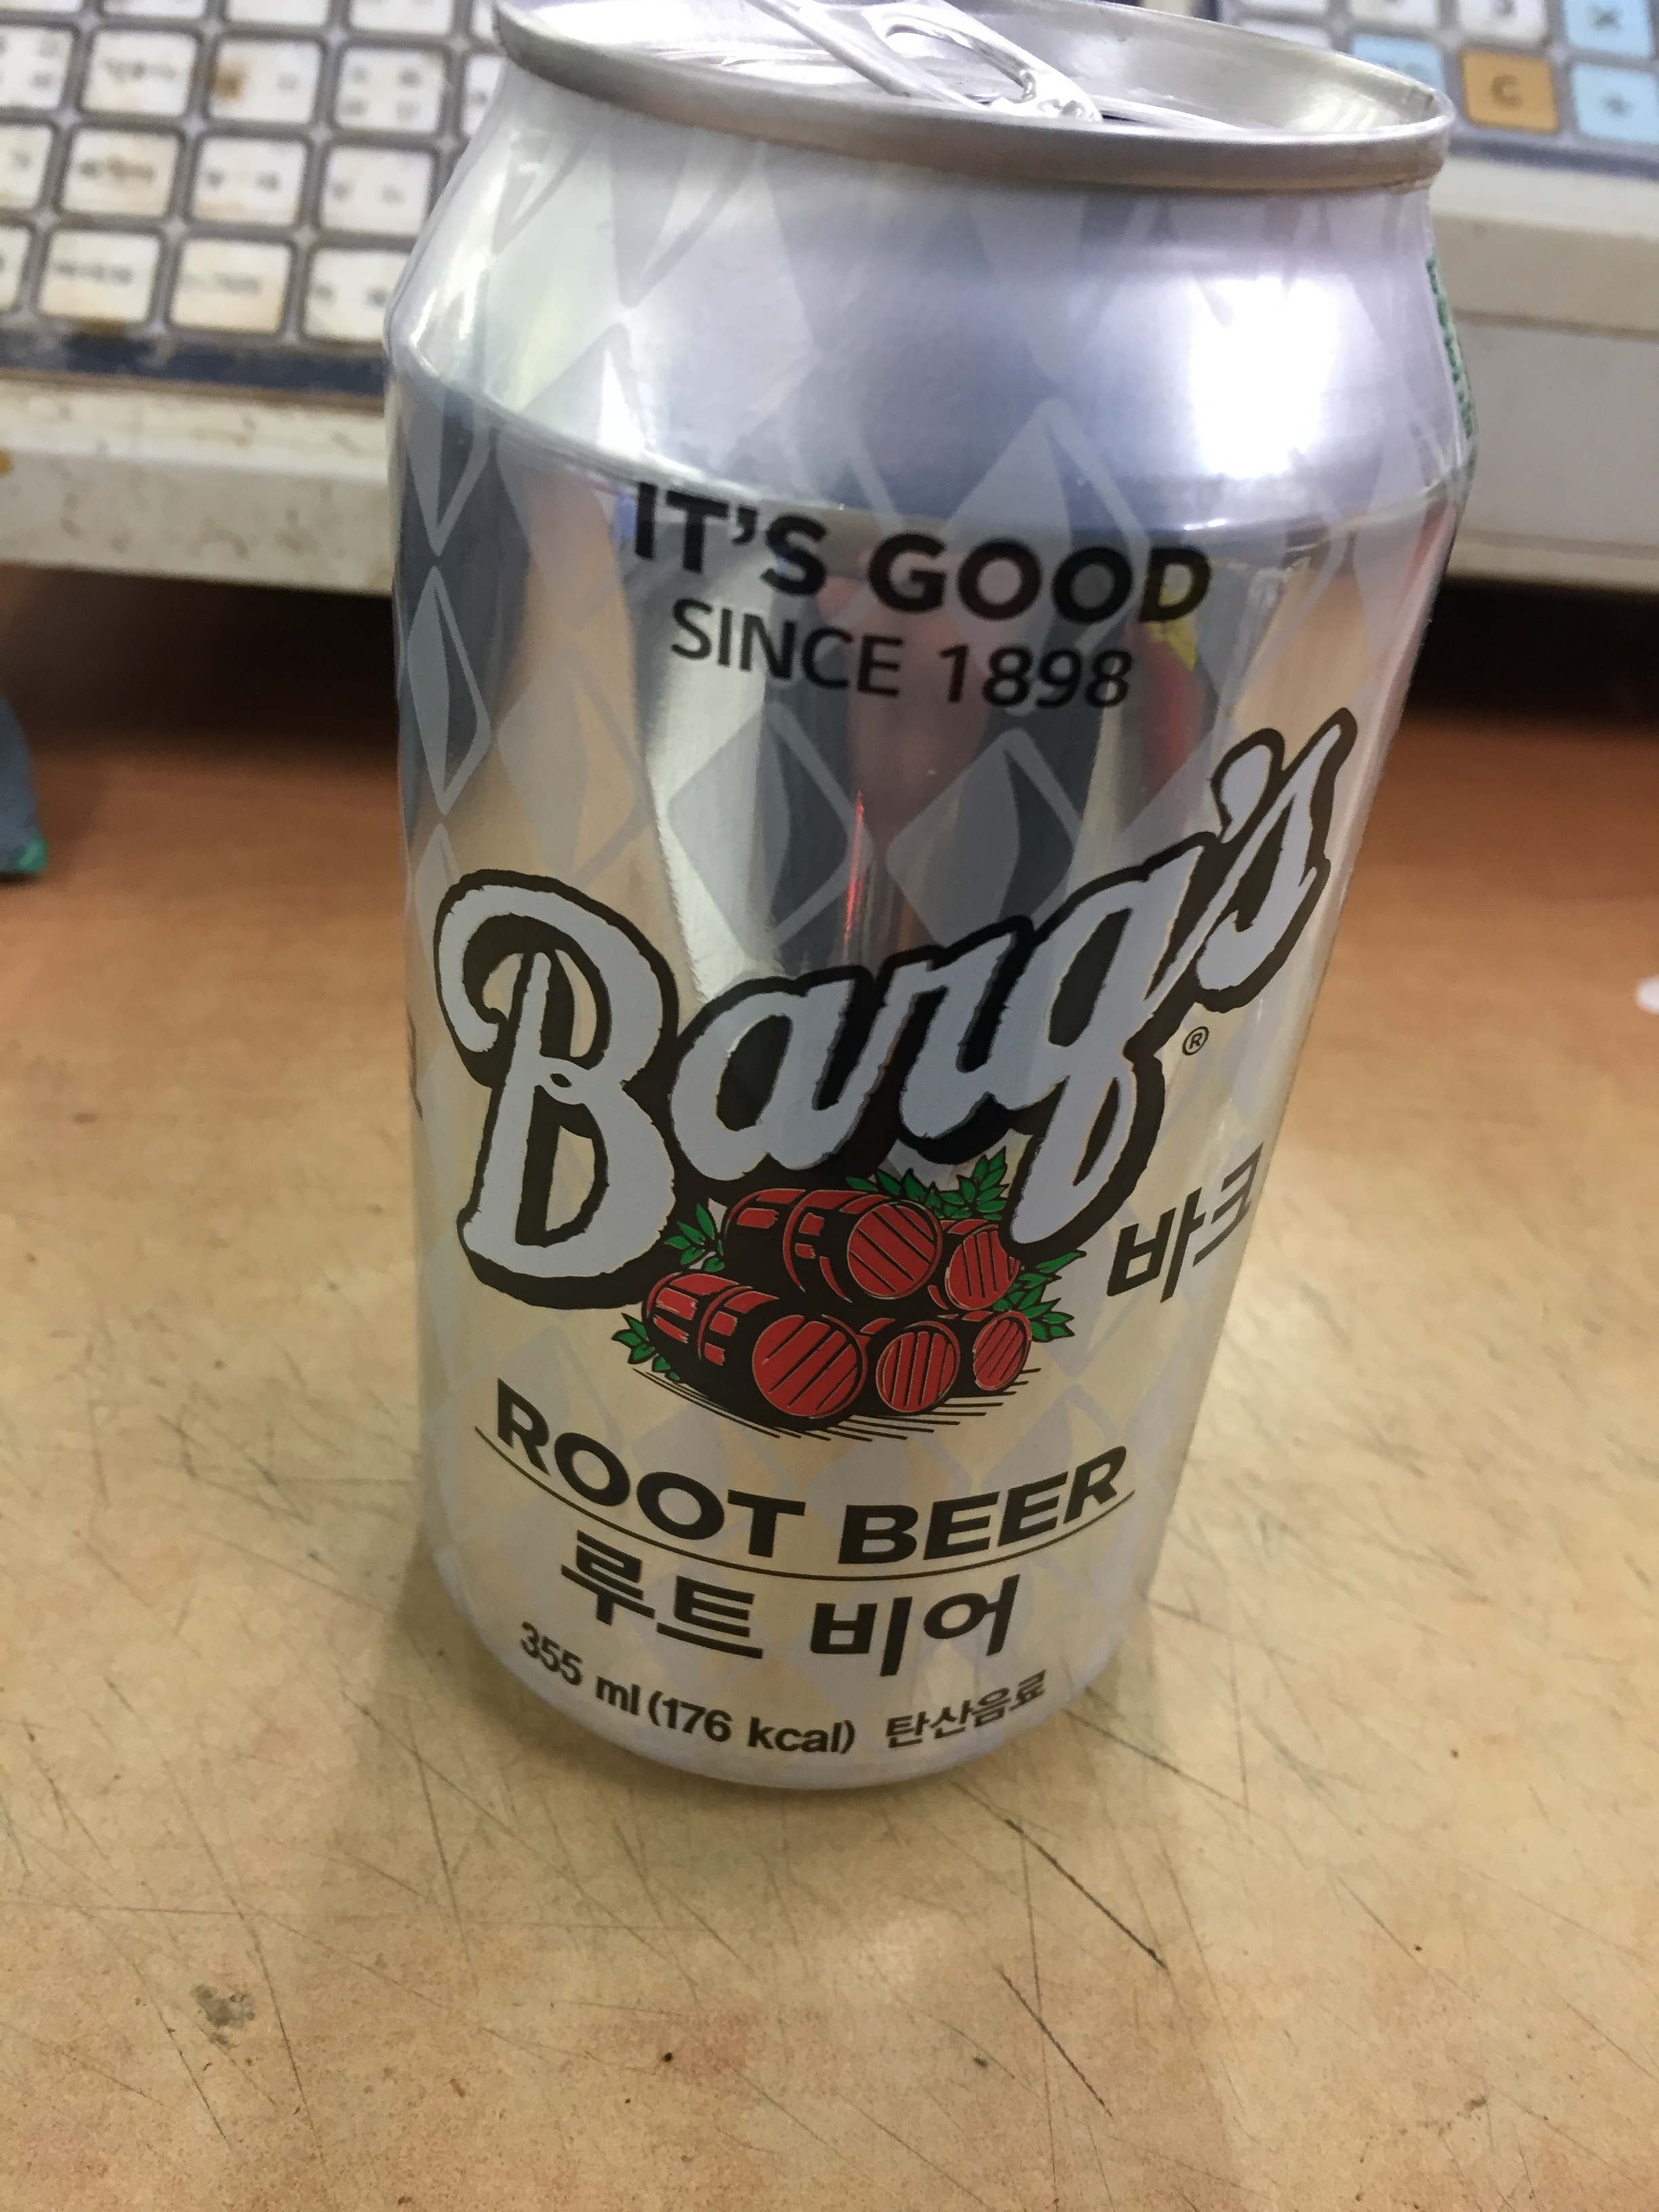 C
IT'S GOOD
SINCE 1898
Barq's®
바크
ROOT BEER
루트 비어
355 ml (176 kcal) 탄산음료